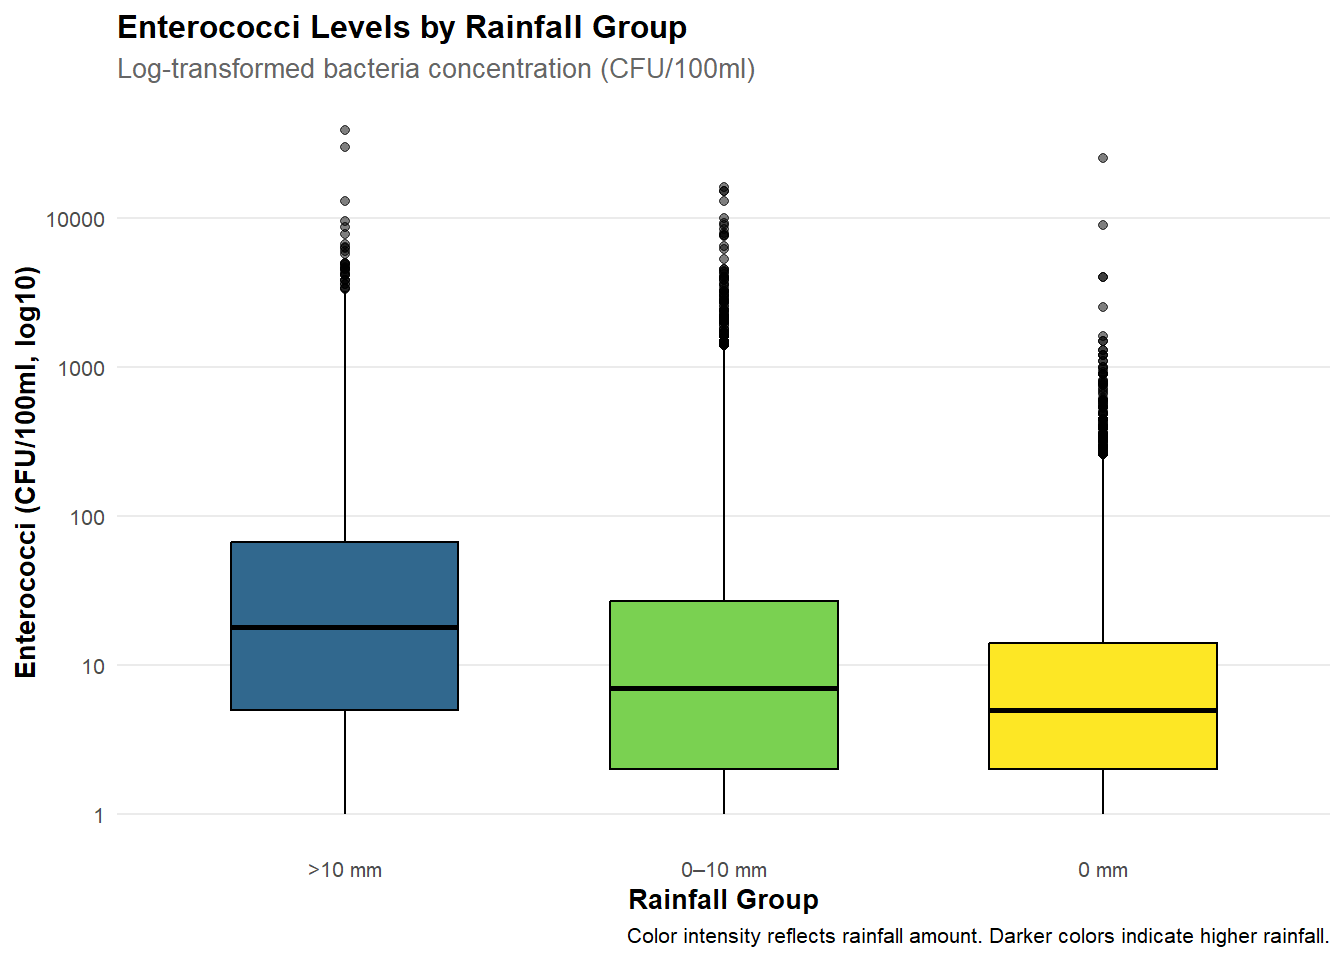 Enterococci Levels by Rainfall Group
Log-transformed bacteria concentration (CFU/100ml)
Enterococci (CFU/100ml, log10)
10000
1000
100
10
1
>10 mm
0–10 mm
0 mm
Rainfall Group
Color intensity reflects rainfall amount. Darker colors indicate higher rainfall.